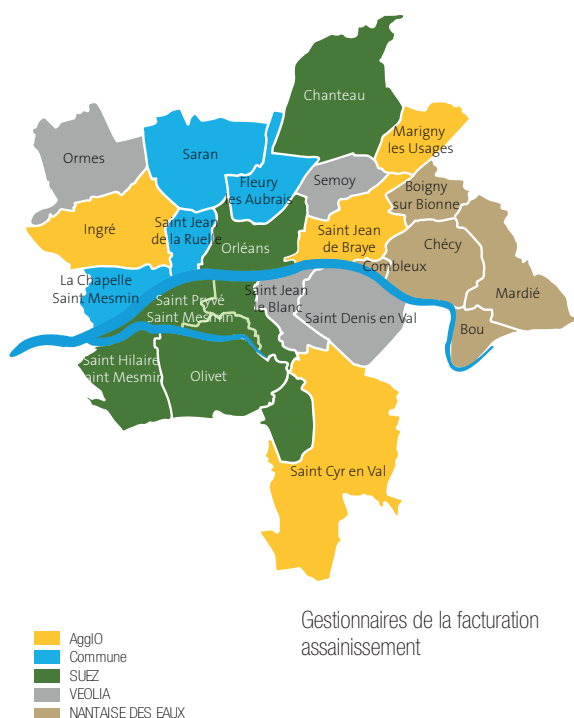 Chanteau
Marigny
les Usages
Ormes
Saran
Semoy
Fleury
les Aubrais
Boigny
sur Bionne
Ingré
Saint Jean
de la Ruelle
Orléans
Saint Jean
de Braye
Chécy
Combleux
Mardié
La Chapelle
Saint Mesmin
Saint Privé
Saint Mesmin
Saint Jean
le Blanc
Saint Denis en Val
Bou
Saint Hilaire
Saint Mesmin
Olivet
Saint Cyr en Val
Gestionnaires de la facturation
assainissement
AgglO
Commune
SUEZ
VEOLIA
NANTAISE DES EAUX